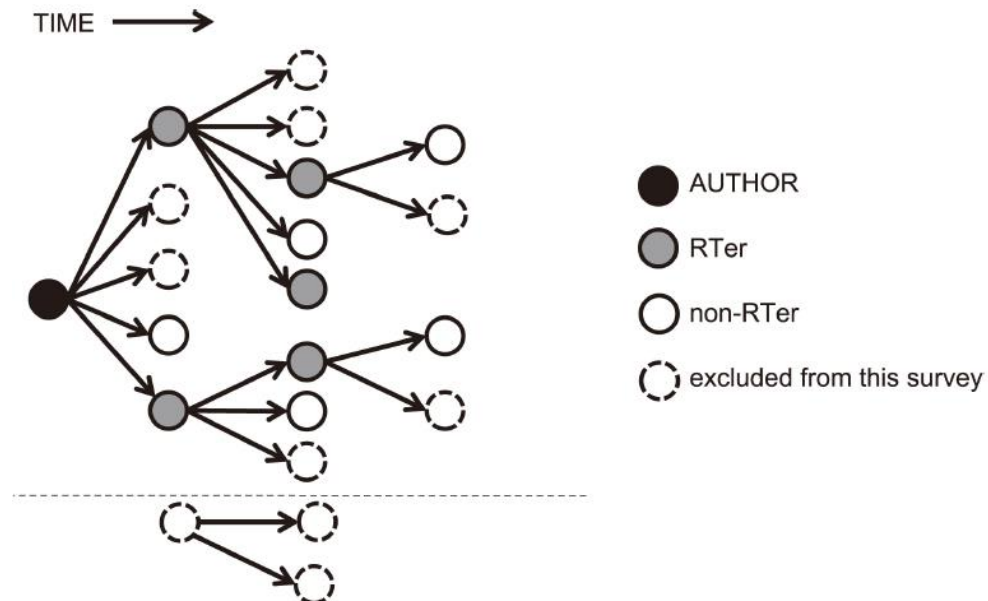 TIME
AUTHOR
RTer
non-RTer
excluded from this survey